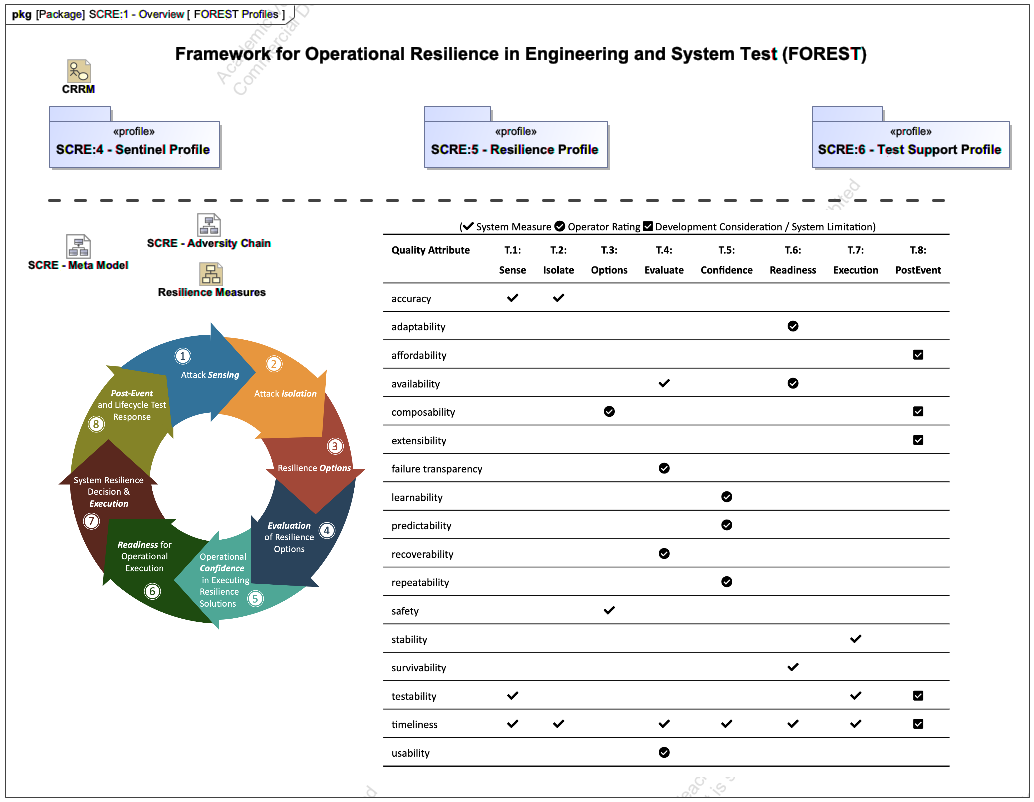 pkg [Package] SCRE:1 - Overview [ FOREST Profiles ]
Framework for Operational Resilience in Engineering and System Test (FOREST)
CRRM
«profile»
SCRE:4 - Sentinel Profile
«profile»
SCRE:5 - Resilience Profile
«profile»
SCRE:6 - Test Support Profile
SCRE - Meta Model
SCRE - Adversity Chain
Resilience Measures
1
Attack Sensing
2
Attack Isolation
3
Resilience Options
4
Evaluation
of Resilience
Options
Operational
Confidence
in Executing
Resilience
Solutions
5
Readiness for
Operational
Execution
6
System Resilience
Decision &
Execution
7
Post-Event
and Lifecycle Test
Response
8
(✔ System Measure ✔ Operator Rating ☑ Development Consideration / System Limitation)
Quality Attribute T.1: T.2: T.3: T.4: T.5: T.6: T.7: T.8:
Sense Isolate Options Evaluate Confidence Readiness Execution PostEvent
accuracy
adaptability
affordability
availability
composability
extensibility
failure transparency
learnability
predictability
recoverability
repeatability
safety
stability
survivability
testability
timeliness
usability